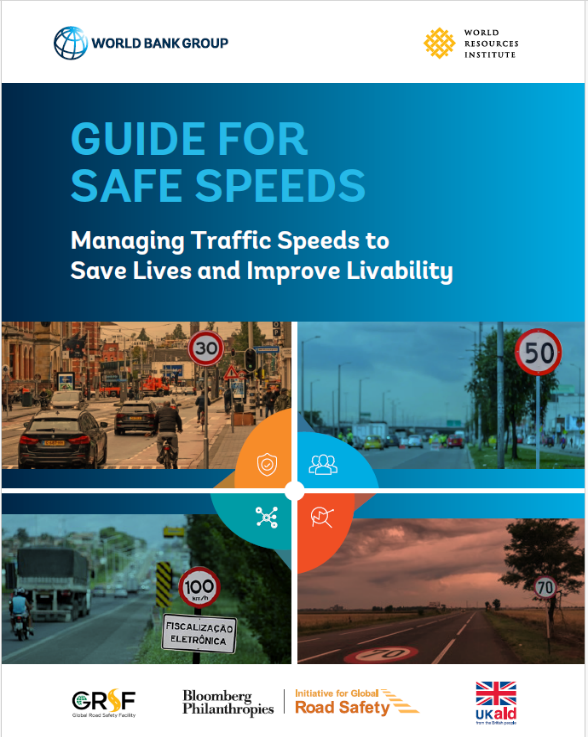 WORLD BANK GROUP
WORLD
RESOURCES
INSTITUTE
GUIDE FOR
SAFE SPEEDS
Managing Traffic Speeds to
Save Lives and Improve Livability
30
50
100
km/h
FISCALIZAÇÃO
ELETRÔNICA
70
70
GRSF
Global Road Safety Facility
Bloomberg
Philanthropies
Initiative for Global
Road Safety
UKaid
from the British people